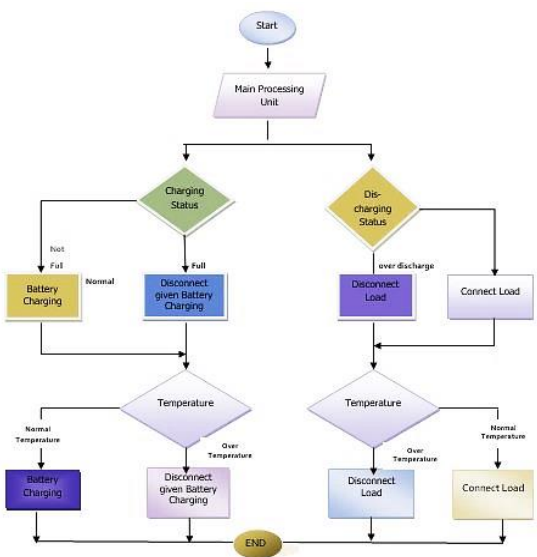 Start
Main Processing
Unit
Charging
Status
Dis-
charging
Status
Not
Full
Normal
Full
over discharge
Battery
Charging
Disconnect
given Battery
Charging
Disconnect
Load
Connect Load
Temperature
Temperature
Normal
Temperature
Over
Temperature
Over
Temperature
Normal
Temperature
Battery
Charging
Disconnect
given Battery
Charging
Disconnect
Load
Connect Load
END